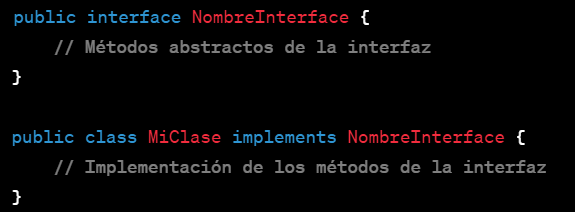 public interface NombreInterface {
    // Métodos abstractos de la interfaz
}

public class MiClase implements NombreInterface {
    // Implementación de los métodos de la interfaz
}